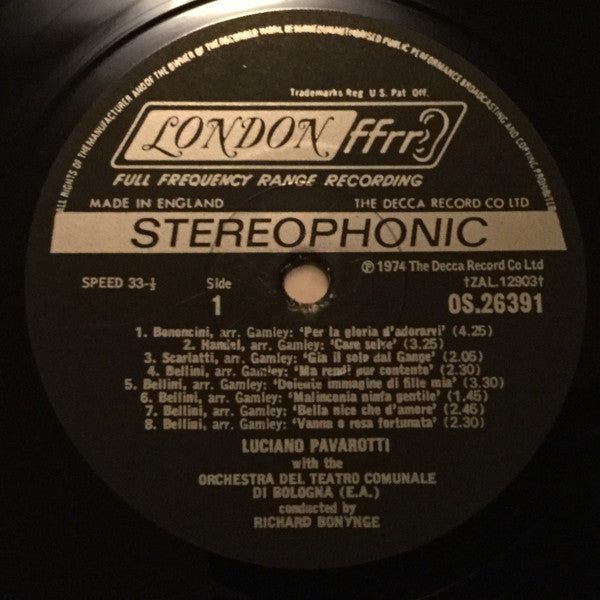 ALL RIGHTS OF THE MANUFACTURER AND OF THE OWNER OF THE RECORDED WORK RESERVED UNAUTHORISED PUBLIC PERFORMANCE BROADCASTING AND COPYING PROHIBITED
Trademarks Reg U.S. Pat Off.
LONDON ffrr
FULL FREQUENCY RANGE RECORDING
MADE IN ENGLAND THE DECCA RECORD CO LTD
STEREOPHONIC
℗ 1974 The Decca Record Co Ltd
SPEED 33-⅓ Side †ZAL.12903†
1 OS.26391
1. Bononcini, arr. Gamley: 'Per la gloria d'adorarvi' (4.25)
2. Handel, arr. Gamley: 'Care selve' (3.25)
3. Scarlatti, arr. Gamley: 'Gia il sole dal Gange' (2.05)
4. Bellini, arr. Gamley: 'Ma rendi pur contento' (2.30)
5. Bellini, arr. Gamley: 'Dolente immagine di fille mia' (3.30)
6. Bellini, arr. Gamley: 'Malinconia ninfa gentile' (1.45)
7. Bellini, arr. Gamley: 'Bella nice che d'amore' (2.45)
8. Bellini, arr. Gamley: 'Vanne o rosa fortunata' (2.30)
LUCIANO PAVAROTTI
with the
ORCHESTRA DEL TEATRO COMUNALE
DI BOLOGNA (E.A.)
conducted by
RICHARD BONYNGE